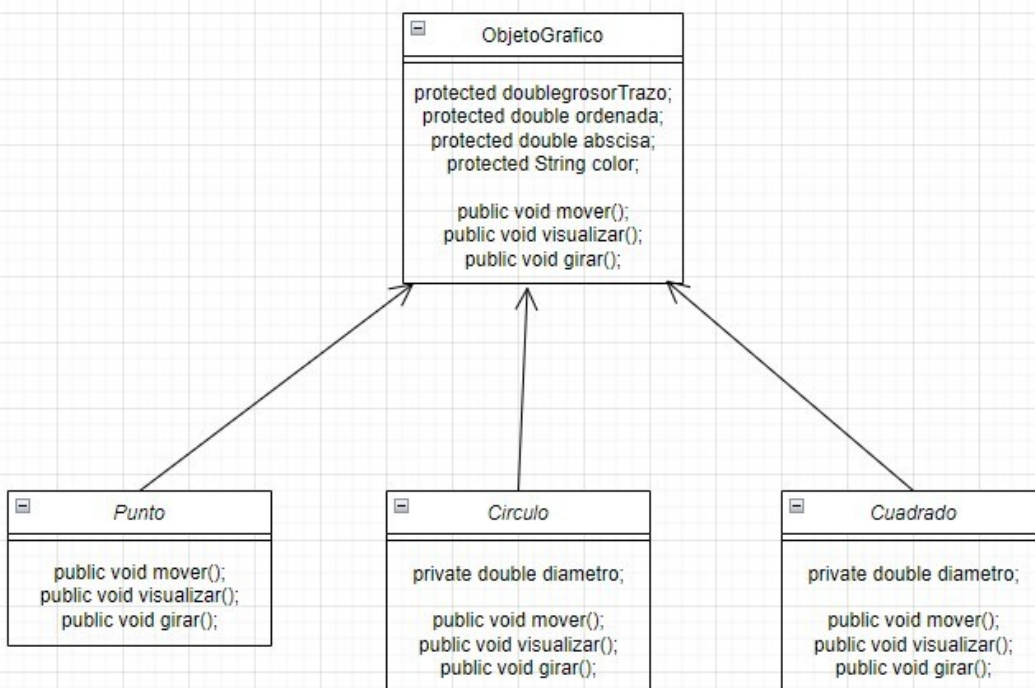 ObjetoGrafico
protected doublegrosorTrazo;
protected double ordenada;
protected double abscisa;
protected String color;
public void mover();
public void visualizar();
public void girar();
Punto
public void mover();
public void visualizar();
public void girar();
Circulo
private double diametro;
public void mover();
public void visualizar();
public void girar();
Cuadrado
private double diametro;
public void mover();
public void visualizar();
public void girar();